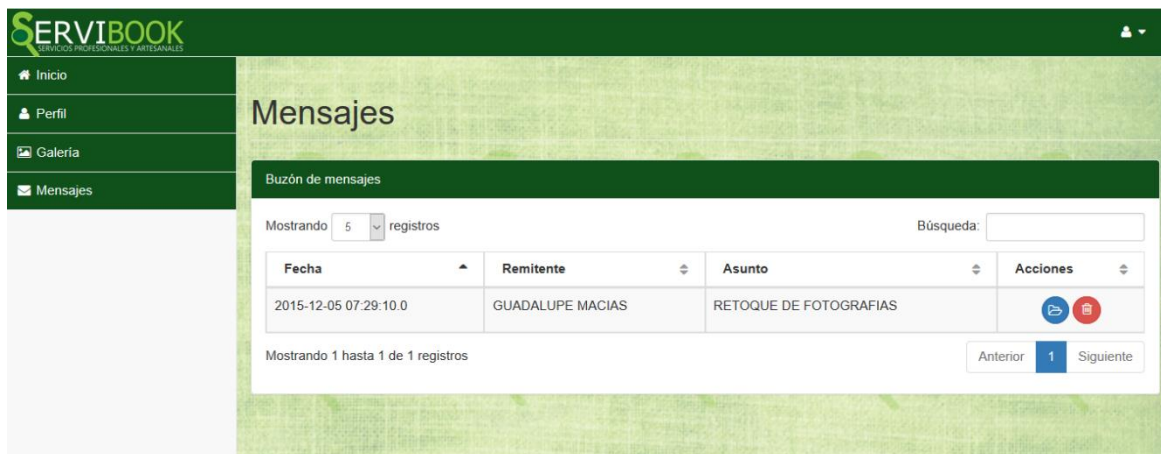 SERVIBOOK
SERVICIOS PROFESIONALES Y ARTESANALES
Inicio
Perfil
Galería
Mensajes
Mensajes
Buzón de mensajes
Mostrando 5 registros Búsqueda:
Fecha Remitente Asunto Acciones
2015-12-05 07:29:10.0 GUADALUPE MACIAS RETOQUE DE FOTOGRAFIAS
Mostrando 1 hasta 1 de 1 registros Anterior 1 Siguiente